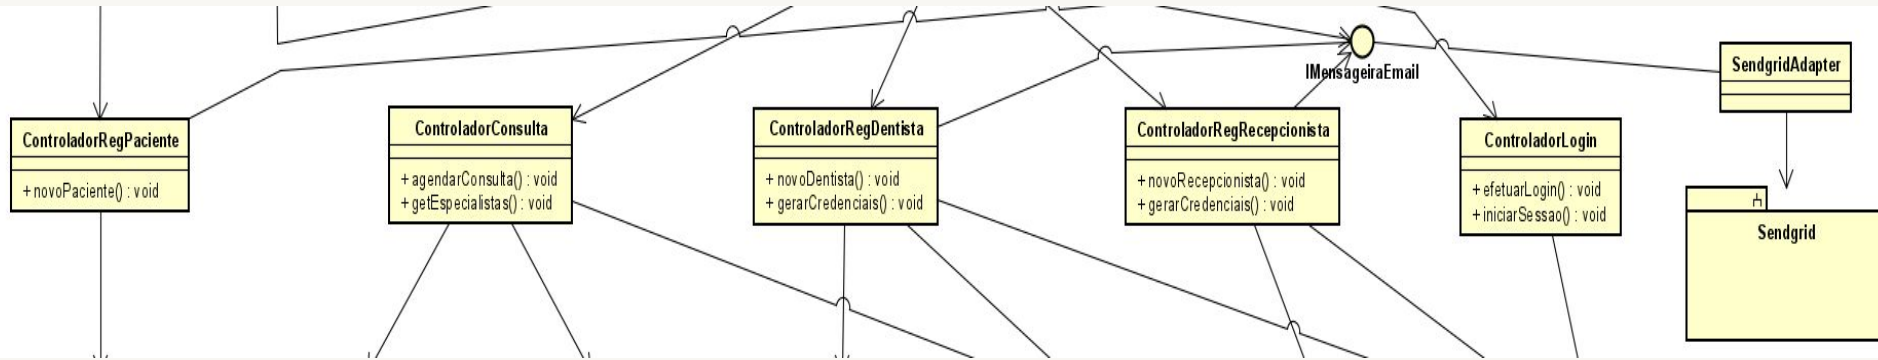 IMensageiraEmail
SendgridAdapter
ControladorRegPaciente
+ novoPaciente() : void
ControladorConsulta
+ agendarConsulta() : void
+ getEspecialistas() : void
ControladorRegDentista
+ novoDentista() : void
+ gerarCredenciais() : void
ControladorRegRecepcionista
+ novoRecepcionista() : void
+ gerarCredenciais() : void
ControladorLogin
+ efetuarLogin() : void
+ iniciarSessao() : void
Sendgrid